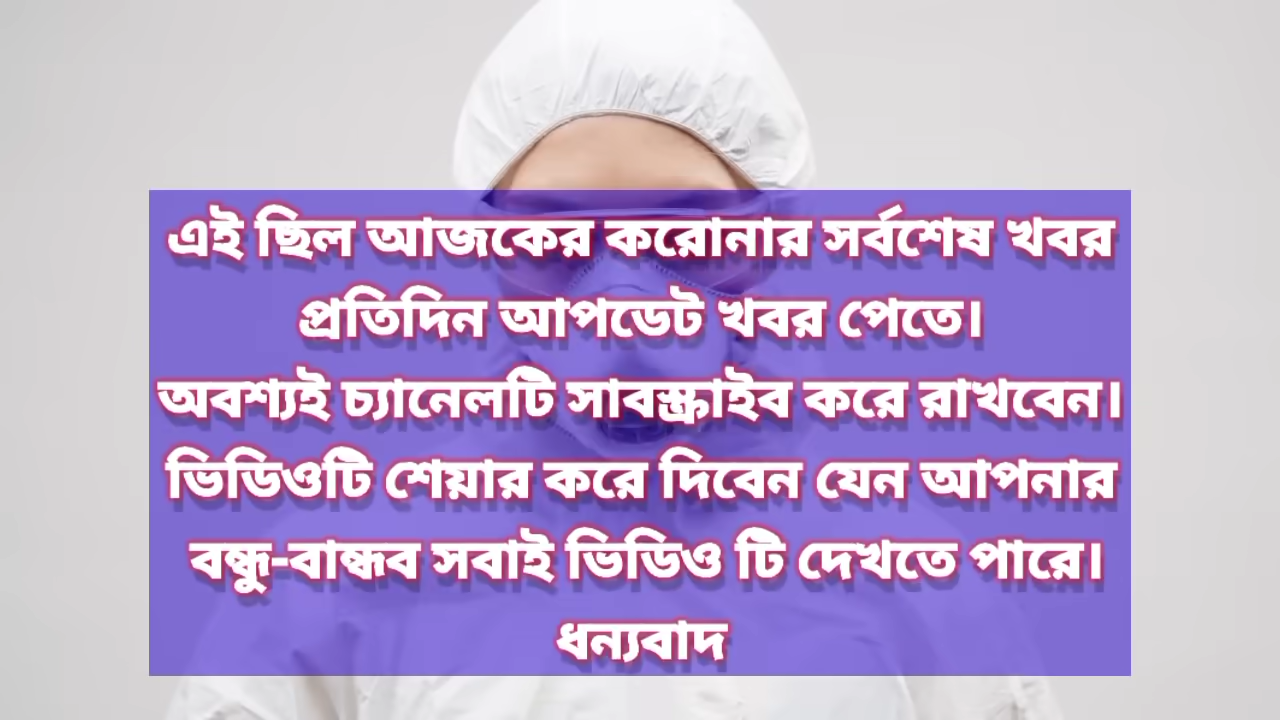 এই ছিল আজকের করোনার সর্বশেষ খবর
প্রতিদিন আপডেট খবর পেতে।
অবশ্যই চ্যানেলটি সাবস্ক্রাইব করে রাখবেন।
ভিডিওটি শেয়ার করে দিবেন যেন আপনার
বন্ধু-বান্ধব সবাই ভিডিও টি দেখতে পারে।
ধন্যবাদ